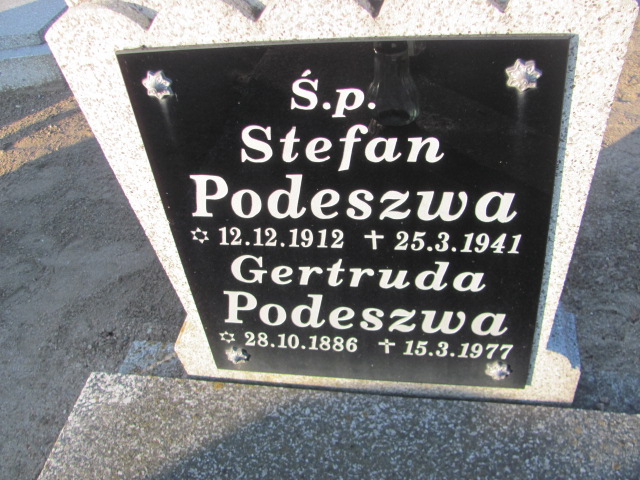 Ś.p.
Stefan
Podeszwa
✡ 12.12.1912 ✝ 25.3.1941
Gertruda
Podeszwa
✡ 28.10.1886 ✝ 15.3.1977